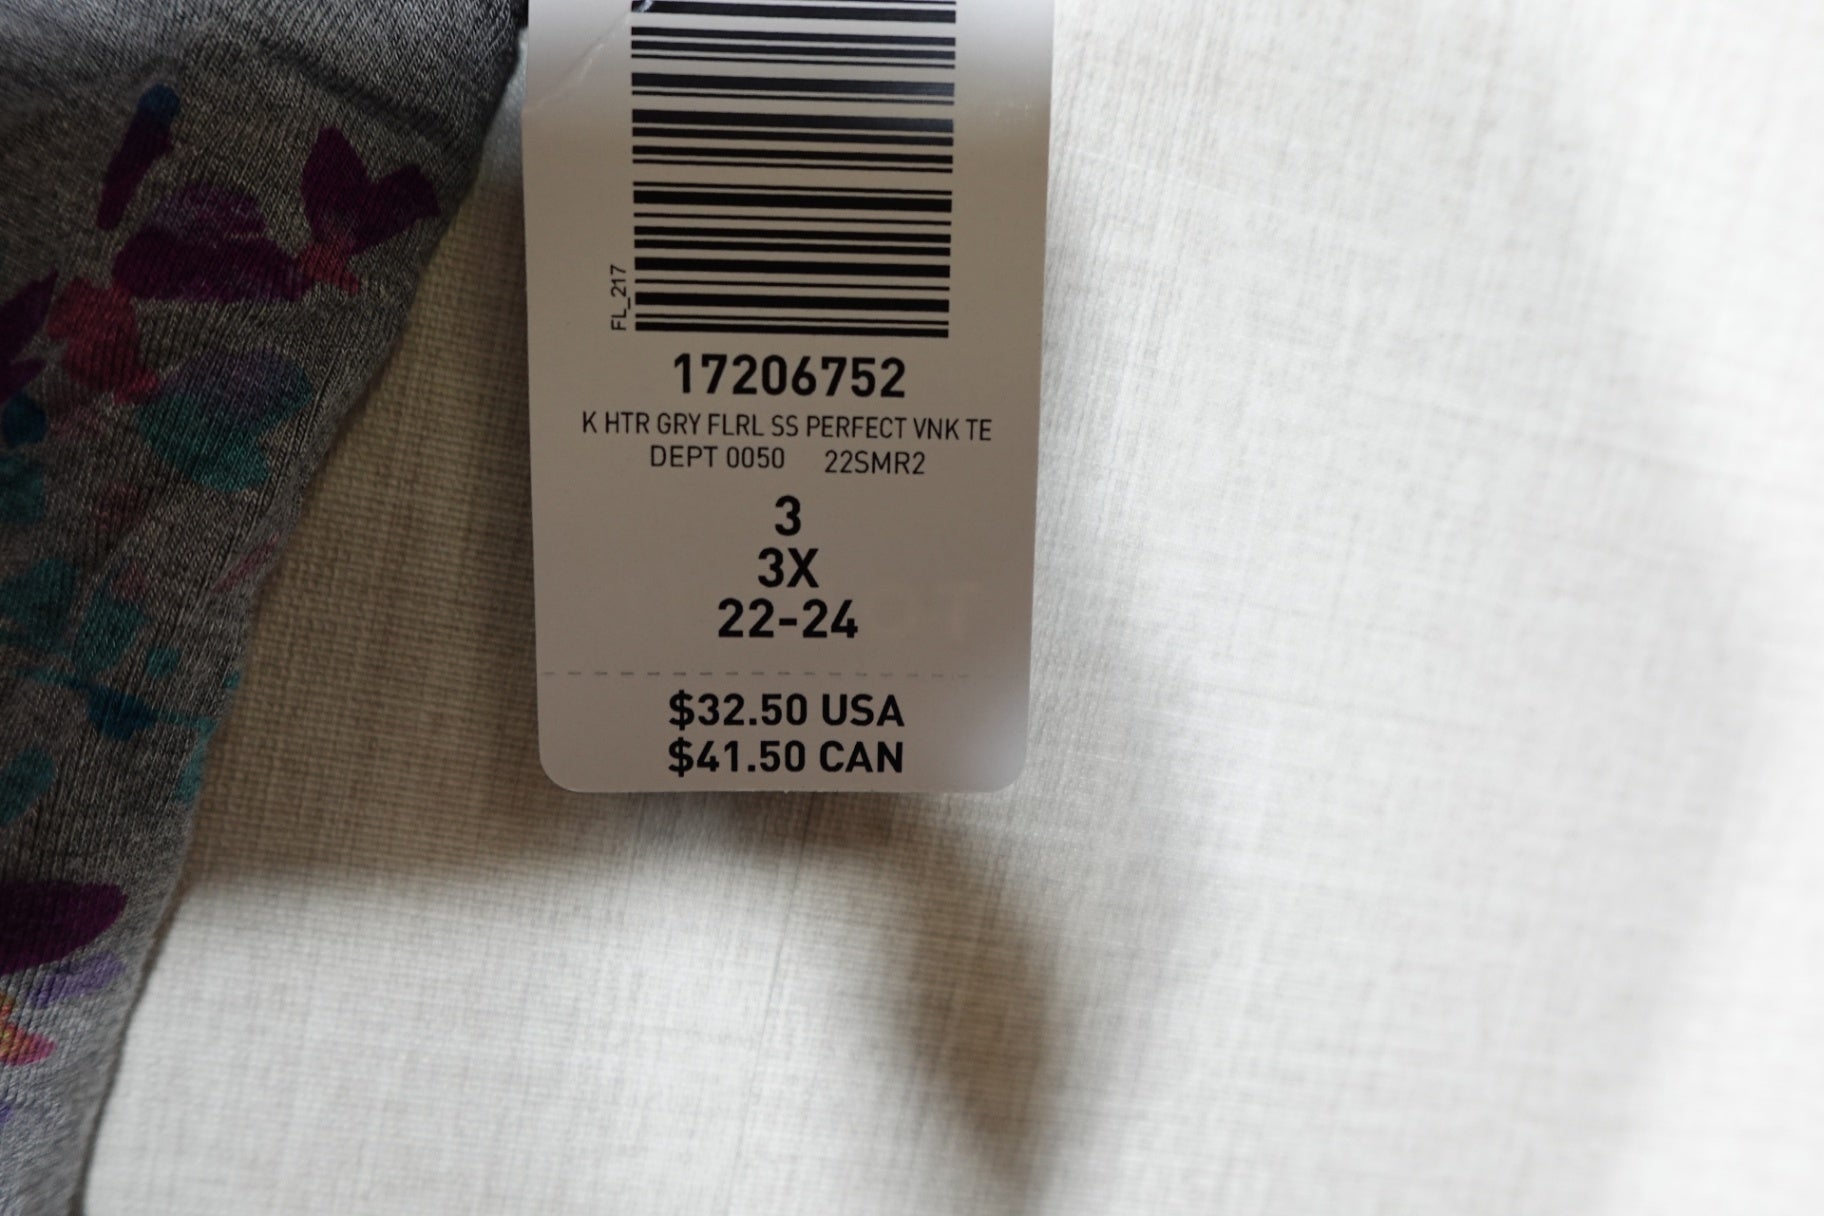 FL_217
17206752
K HTR GRY FLRL SS PERFECT VNK TE
DEPT 0050 22SMR2
3
3X
22-24
$32.50 USA
$41.50 CAN